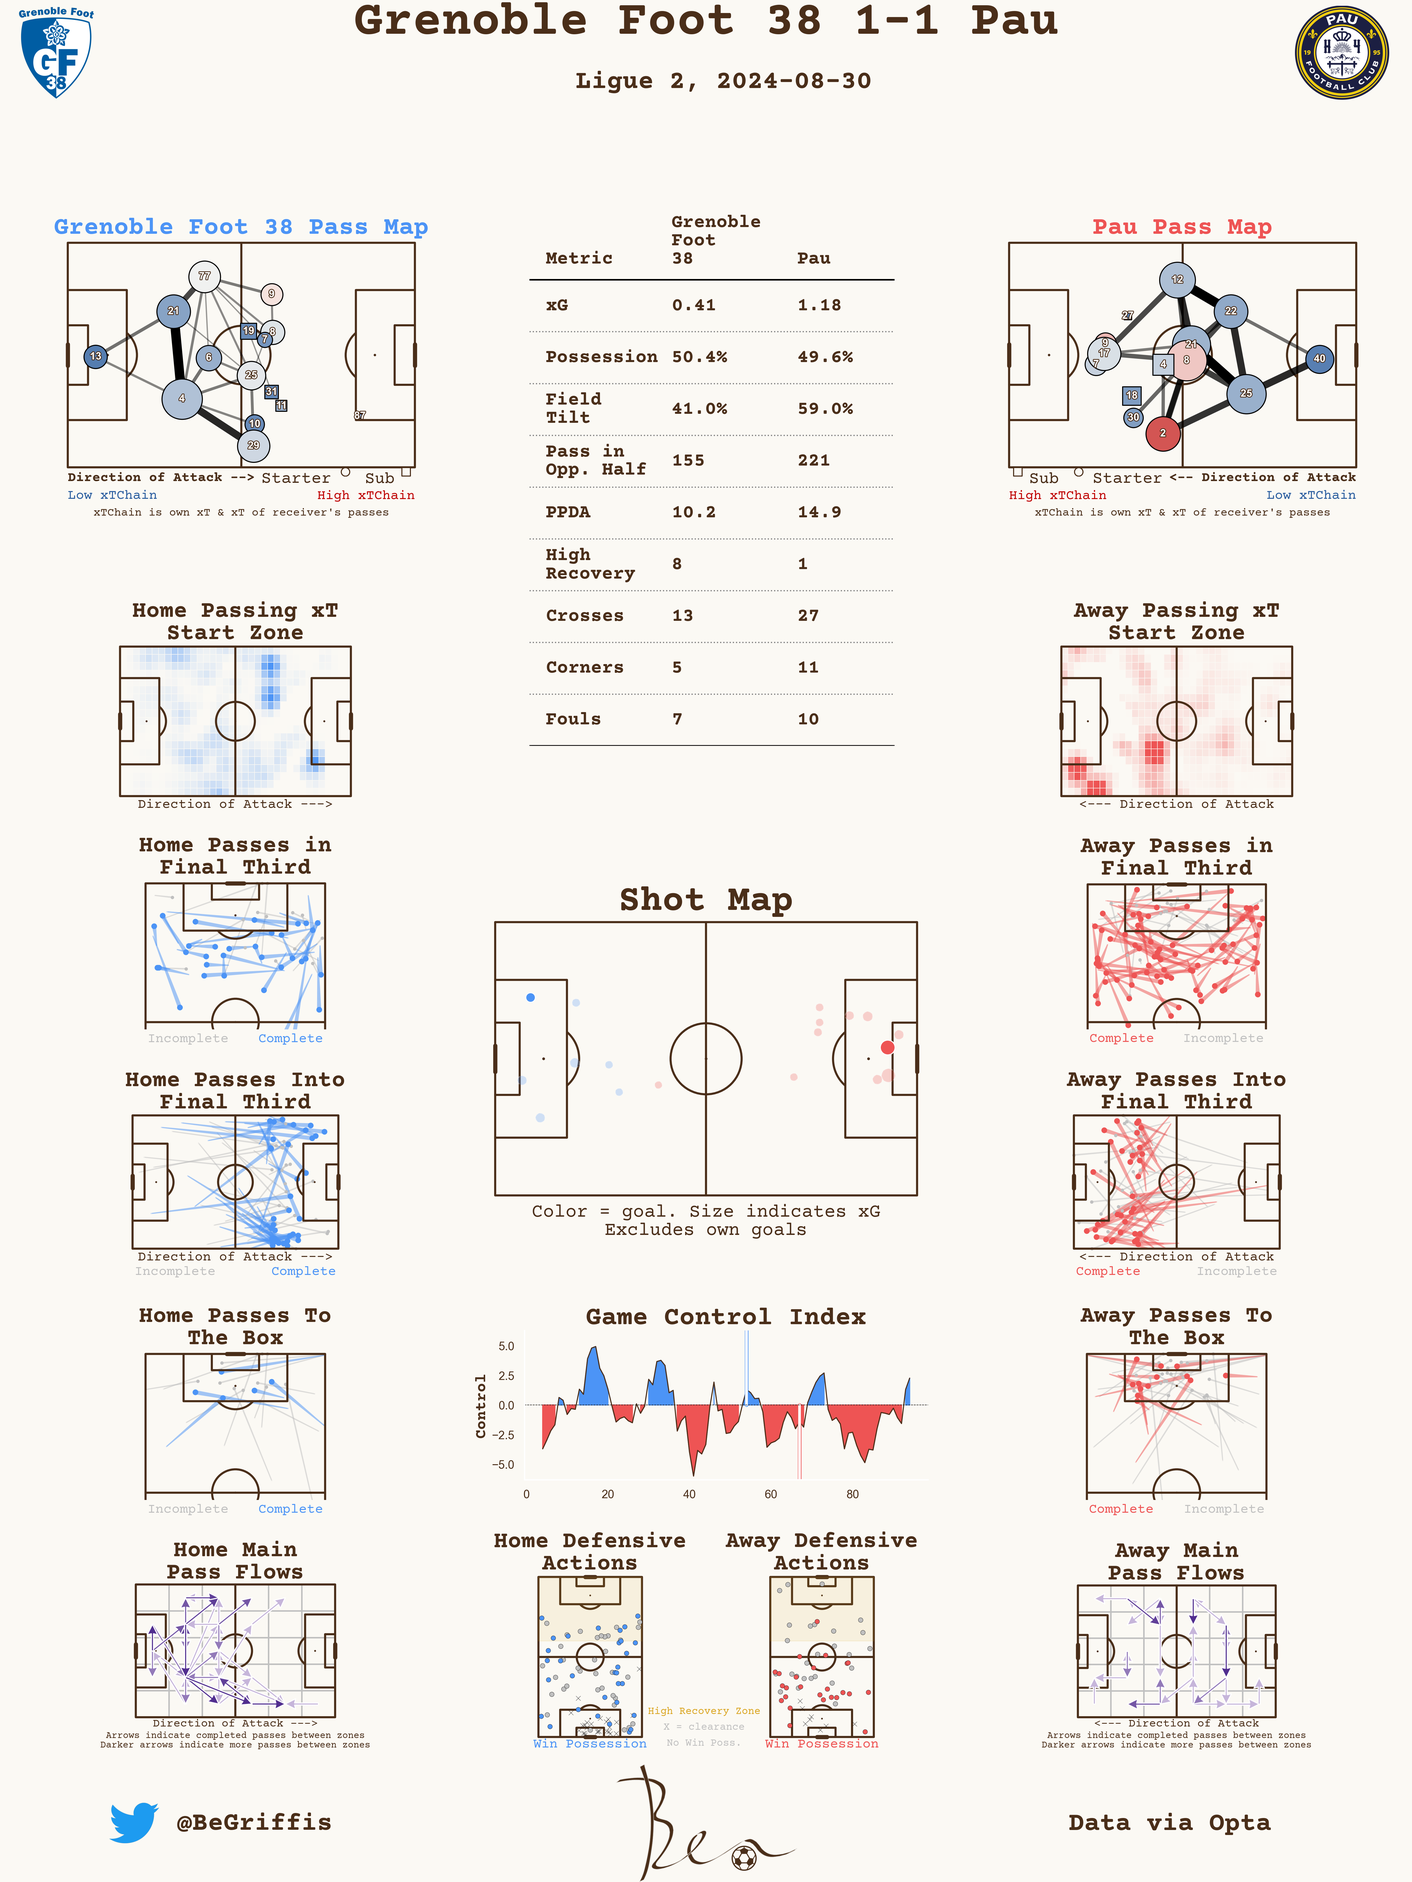 Grenoble Foot 38 1-1 Pau
Ligue 2, 2024-08-30
Grenoble Foot
GF
38
PAU
19 95
FOOTBALL CLUB
Grenoble Foot 38 Pass Map
77
9
21
19
8
7
13
6
25
4
31
11
87
10
29
Direction of Attack --> Starter Sub
Low xTChain High xTChain
xTChain is own xT & xT of receiver's passes
Metric Grenoble Foot 38 Pau
xG 0.41 1.18
Possession 50.4% 49.6%
Field Tilt 41.0% 59.0%
Pass in Opp. Half 155 221
PPDA 10.2 14.9
High Recovery 8 1
Crosses 13 27
Corners 5 11
Fouls 7 10
Pau Pass Map
12
27
22
9
21
17
7
4
8
40
18
25
30
2
Sub Starter <-- Direction of Attack
High xTChain Low xTChain
xTChain is own xT & xT of receiver's passes
Home Passing xT
Start Zone
Direction of Attack --->
Away Passing xT
Start Zone
<--- Direction of Attack
Home Passes in
Final Third
Incomplete Complete
Away Passes in
Final Third
Complete Incomplete
Shot Map
Color = goal. Size indicates xG
Excludes own goals
Home Passes Into
Final Third
Direction of Attack --->
Incomplete Complete
Away Passes Into
Final Third
<--- Direction of Attack
Complete Incomplete
Home Passes To
The Box
Incomplete Complete
Game Control Index
Control
5.0
2.5
0.0
−2.5
−5.0
0 20 40 60 80
Away Passes To
The Box
Complete Incomplete
Home Main
Pass Flows
Direction of Attack --->
Arrows indicate completed passes between zones
Darker arrows indicate more passes between zones
Home Defensive
Actions
Win Possession
High Recovery Zone
X = clearance
No Win Poss.
Away Defensive
Actions
Win Possession
Away Main
Pass Flows
<--- Direction of Attack
Arrows indicate completed passes between zones
Darker arrows indicate more passes between zones
@BeGriffis
Ben
Data via Opta